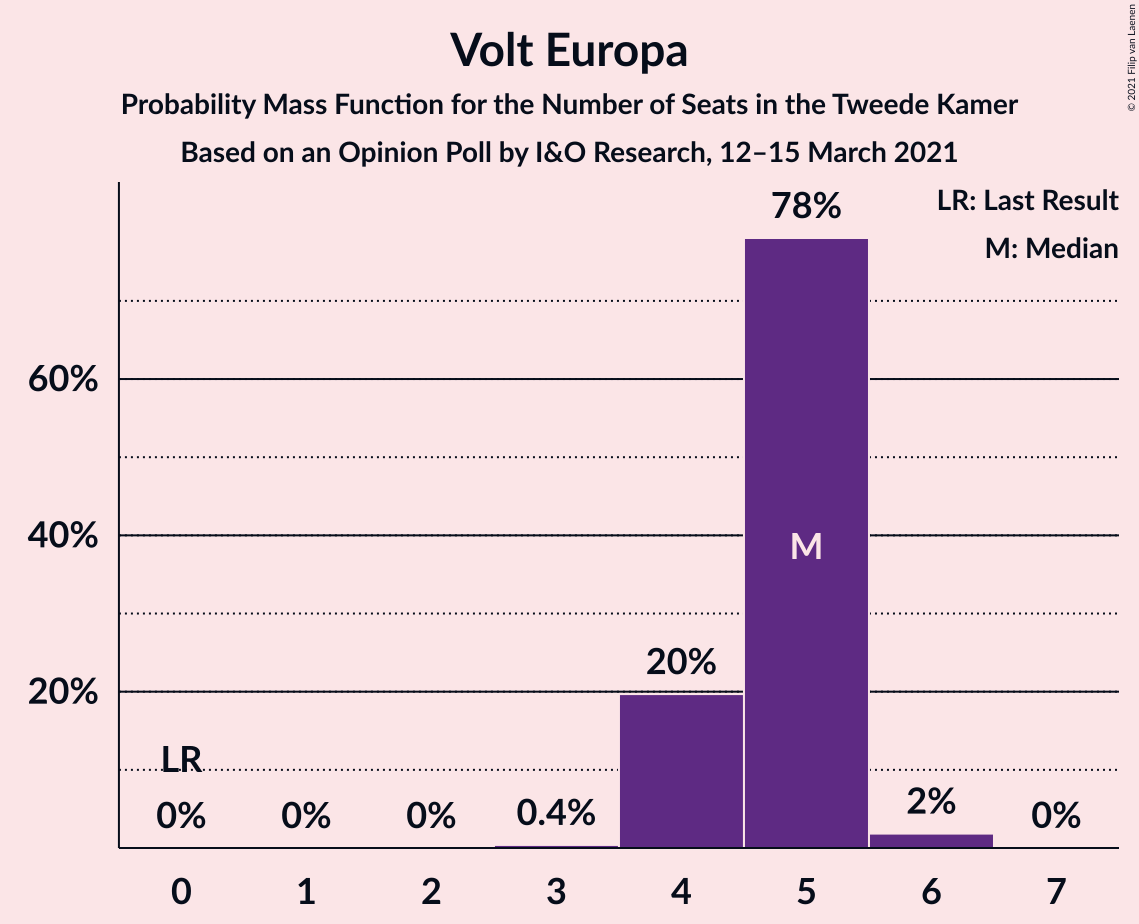 Volt Europa
Probability Mass Function for the Number of Seats in the Tweede Kamer
Based on an Opinion Poll by I&O Research, 12–15 March 2021
© 2021 Filip van Laenen
LR: Last Result
M: Median
78%
60%
40%
M
20%
20%
LR
0%
0%
0%
0.4%
2%
0%
0
1
2
3
4
5
6
7